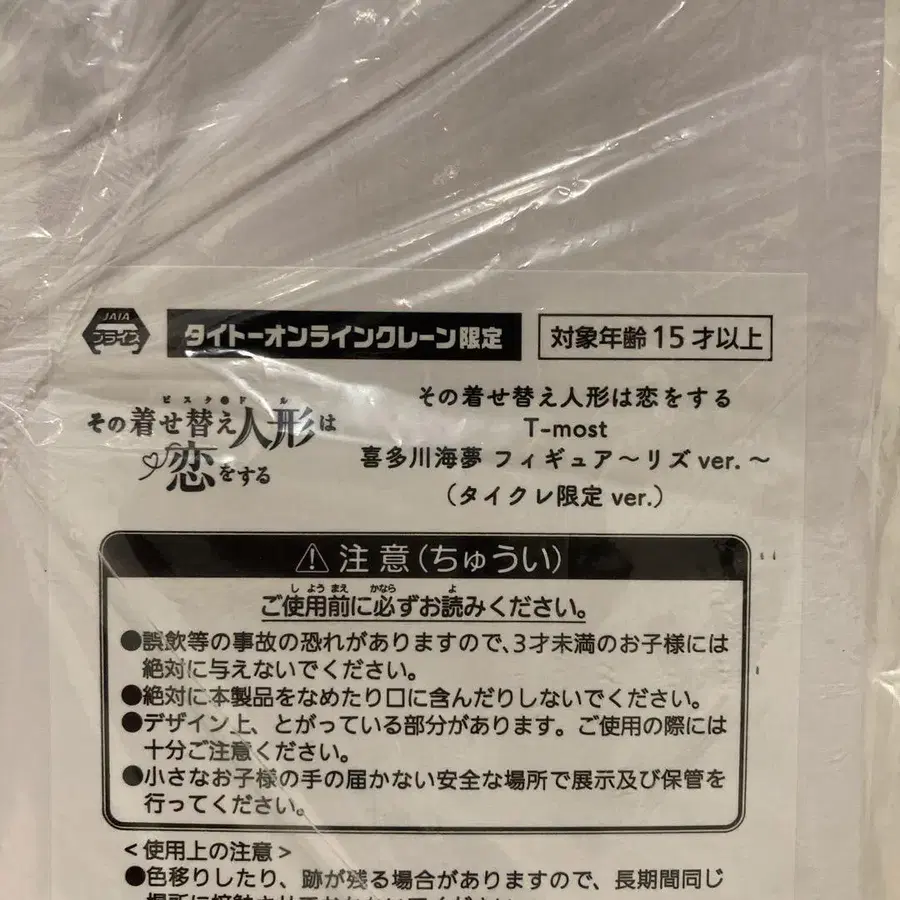 JAIA
プライズ
タイトーオンラインクレーン限定
対象年齢15才以上
ビスク・ドール
その着せ替え人形は
恋をする
その着せ替え人形は恋をする
T-most
喜多川海夢 フィギュア～リズ ver.～
（タイクレ限定 ver.）
⚠注意(ちゅうい)
しようまえ かなら よ
ご使用前に必ずお読みください。
●誤飲等の事故の恐れがありますので、3才未満のお子様には
絶対に与えないでください。
●絶対に本製品をなめたり口に含んだりしないでください。
●デザイン上、とがっている部分があります。ご使用の際には
十分ご注意ください。
●小さなお子様の手の届かない安全な場所で展示及び保管を
行ってください。
<使用上の注意>
●色移りしたり、跡が残る場合がありますので、長期間同じ